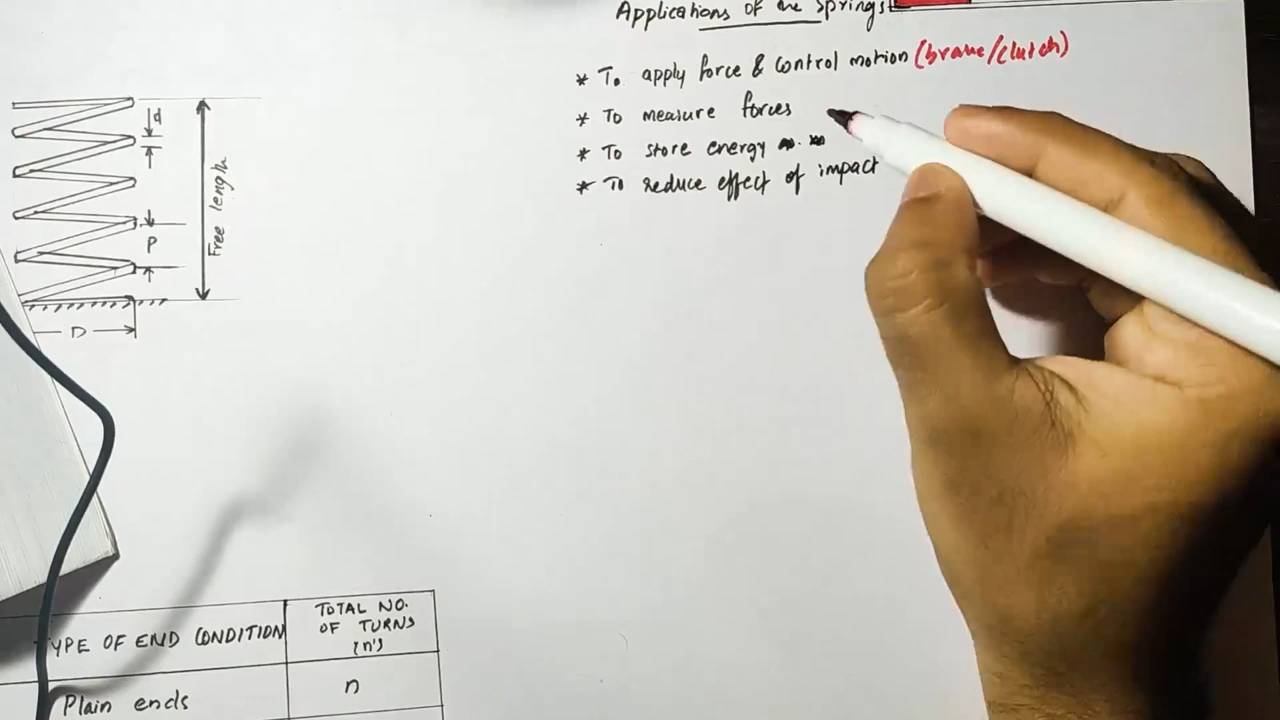 Applications of the Springs
* To apply force & Control motion (brake/clutch)
* To measure forces
* To store energy
* To reduce effect of impact
d
Free length
P
D
TYPE OF END CONDITION
TOTAL NO. OF TURNS (n')
Plain ends
n